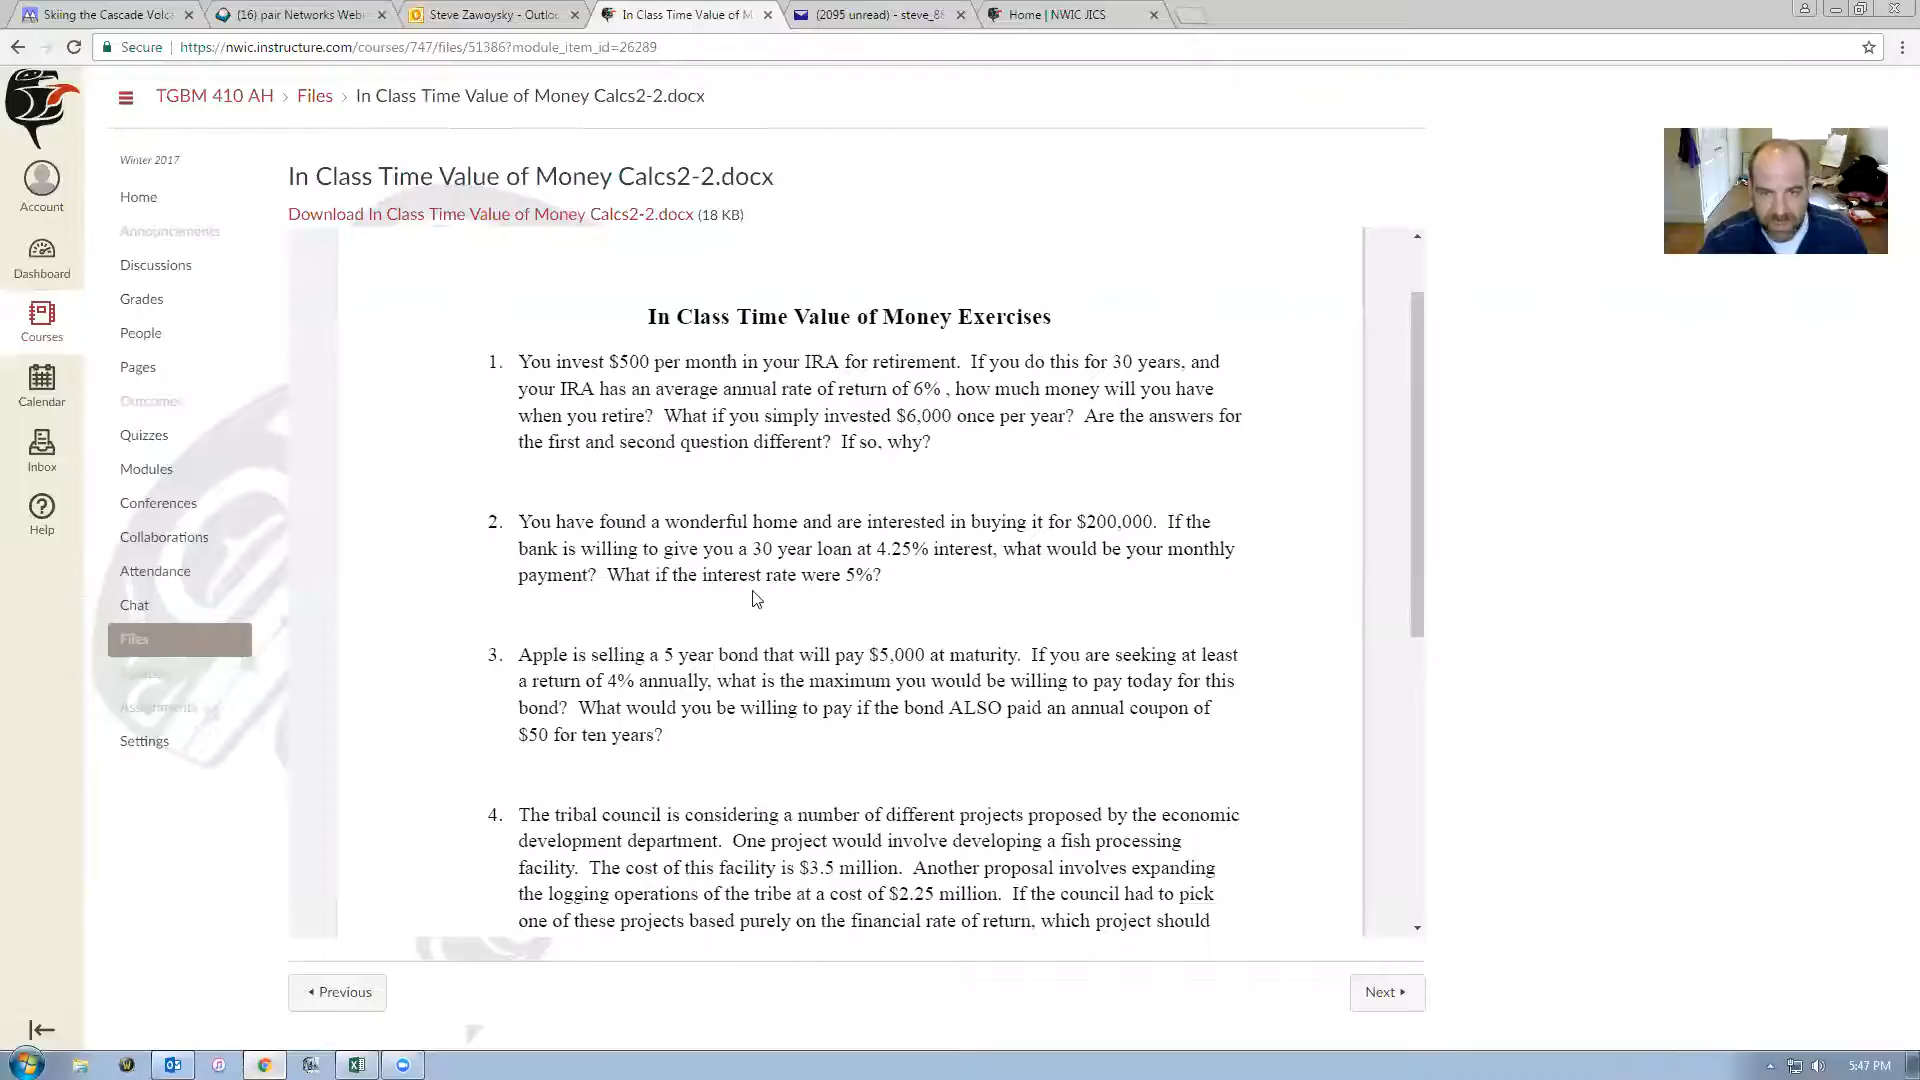 Skiing the Cascade Volca
(16) pair Networks Web
Steve Zawoysky - Outloo
In Class Time Value of M
(2095 unread) - steve_88
Home | NWIC JICS
Secure | https://nwic.instructure.com/courses/747/files/51386?module_item_id=26289
TGBM 410 AH > Files > In Class Time Value of Money Calcs2-2.docx
Account
Dashboard
Courses
Calendar
Inbox
Help
Winter 2017
Home
Announcements
Discussions
Grades
People
Pages
Outcomes
Quizzes
Modules
Conferences
Collaborations
Attendance
Chat
Files
Assignments
Settings
In Class Time Value of Money Calcs2-2.docx
Download In Class Time Value of Money Calcs2-2.docx (18 KB)
In Class Time Value of Money Exercises
1. You invest $500 per month in your IRA for retirement. If you do this for 30 years, and
your IRA has an average annual rate of return of 6% , how much money will you have
when you retire? What if you simply invested $6,000 once per year? Are the answers for
the first and second question different? If so, why?
2. You have found a wonderful home and are interested in buying it for $200,000. If the
bank is willing to give you a 30 year loan at 4.25% interest, what would be your monthly
payment? What if the interest rate were 5%?
3. Apple is selling a 5 year bond that will pay $5,000 at maturity. If you are seeking at least
a return of 4% annually, what is the maximum you would be willing to pay today for this
bond? What would you be willing to pay if the bond ALSO paid an annual coupon of
$50 for ten years?
4. The tribal council is considering a number of different projects proposed by the economic
development department. One project would involve developing a fish processing
facility. The cost of this facility is $3.5 million. Another proposal involves expanding
the logging operations of the tribe at a cost of $2.25 million. If the council had to pick
one of these projects based purely on the financial rate of return, which project should
Previous
Next
5:47 PM